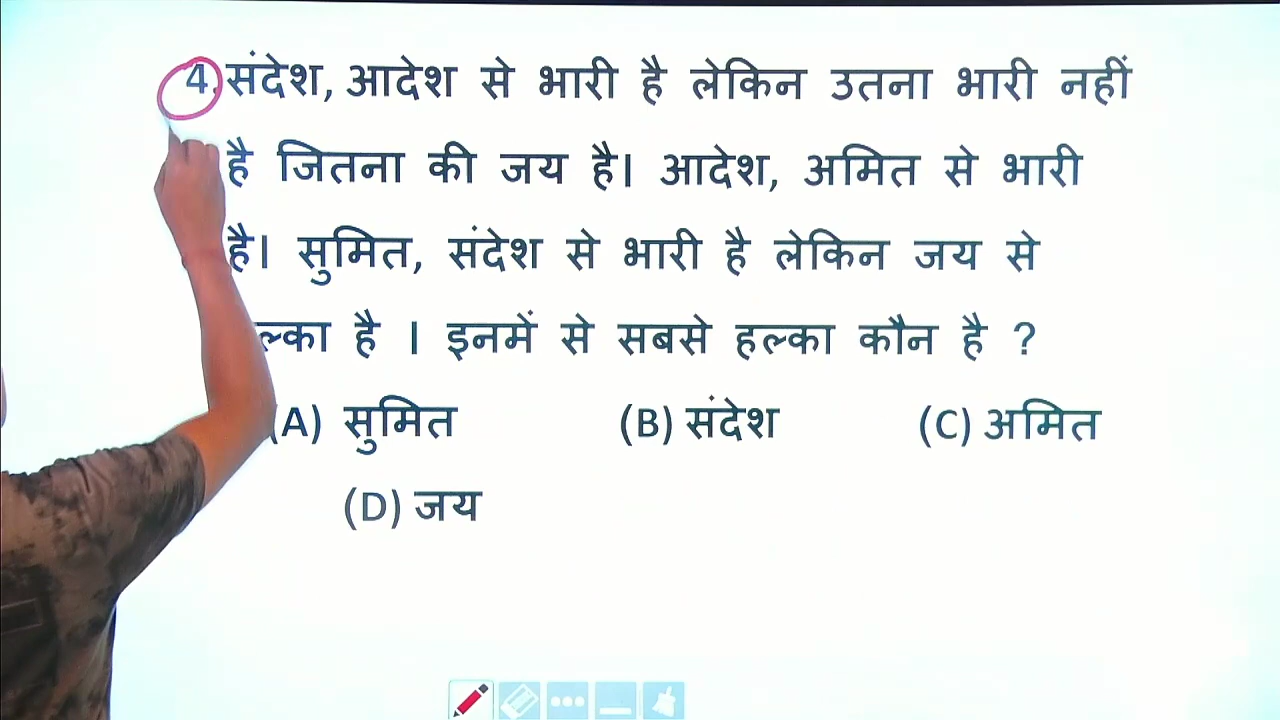 4. संदेश, आदेश से भारी है लेकिन उतना भारी नहीं
है जितना की जय है। आदेश, अमित से भारी
है। सुमित, संदेश से भारी है लेकिन जय से
ल्का है । इनमें से सबसे हल्का कौन है ?
(A) सुमित (B) संदेश (C) अमित
(D) जय